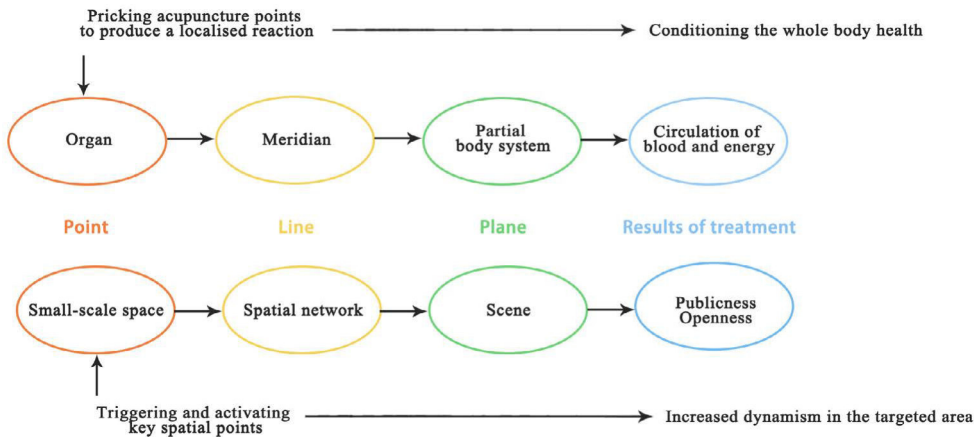 Pricking acupuncture points
to produce a localised reaction
Conditioning the whole body health
Organ
Meridian
Partial
body system
Circulation of
blood and energy
Point
Line
Plane
Results of treatment
Small-scale space
Spatial network
Scene
Publicness
Openness
Triggering and activating
key spatial points
Increased dynamism in the targeted area